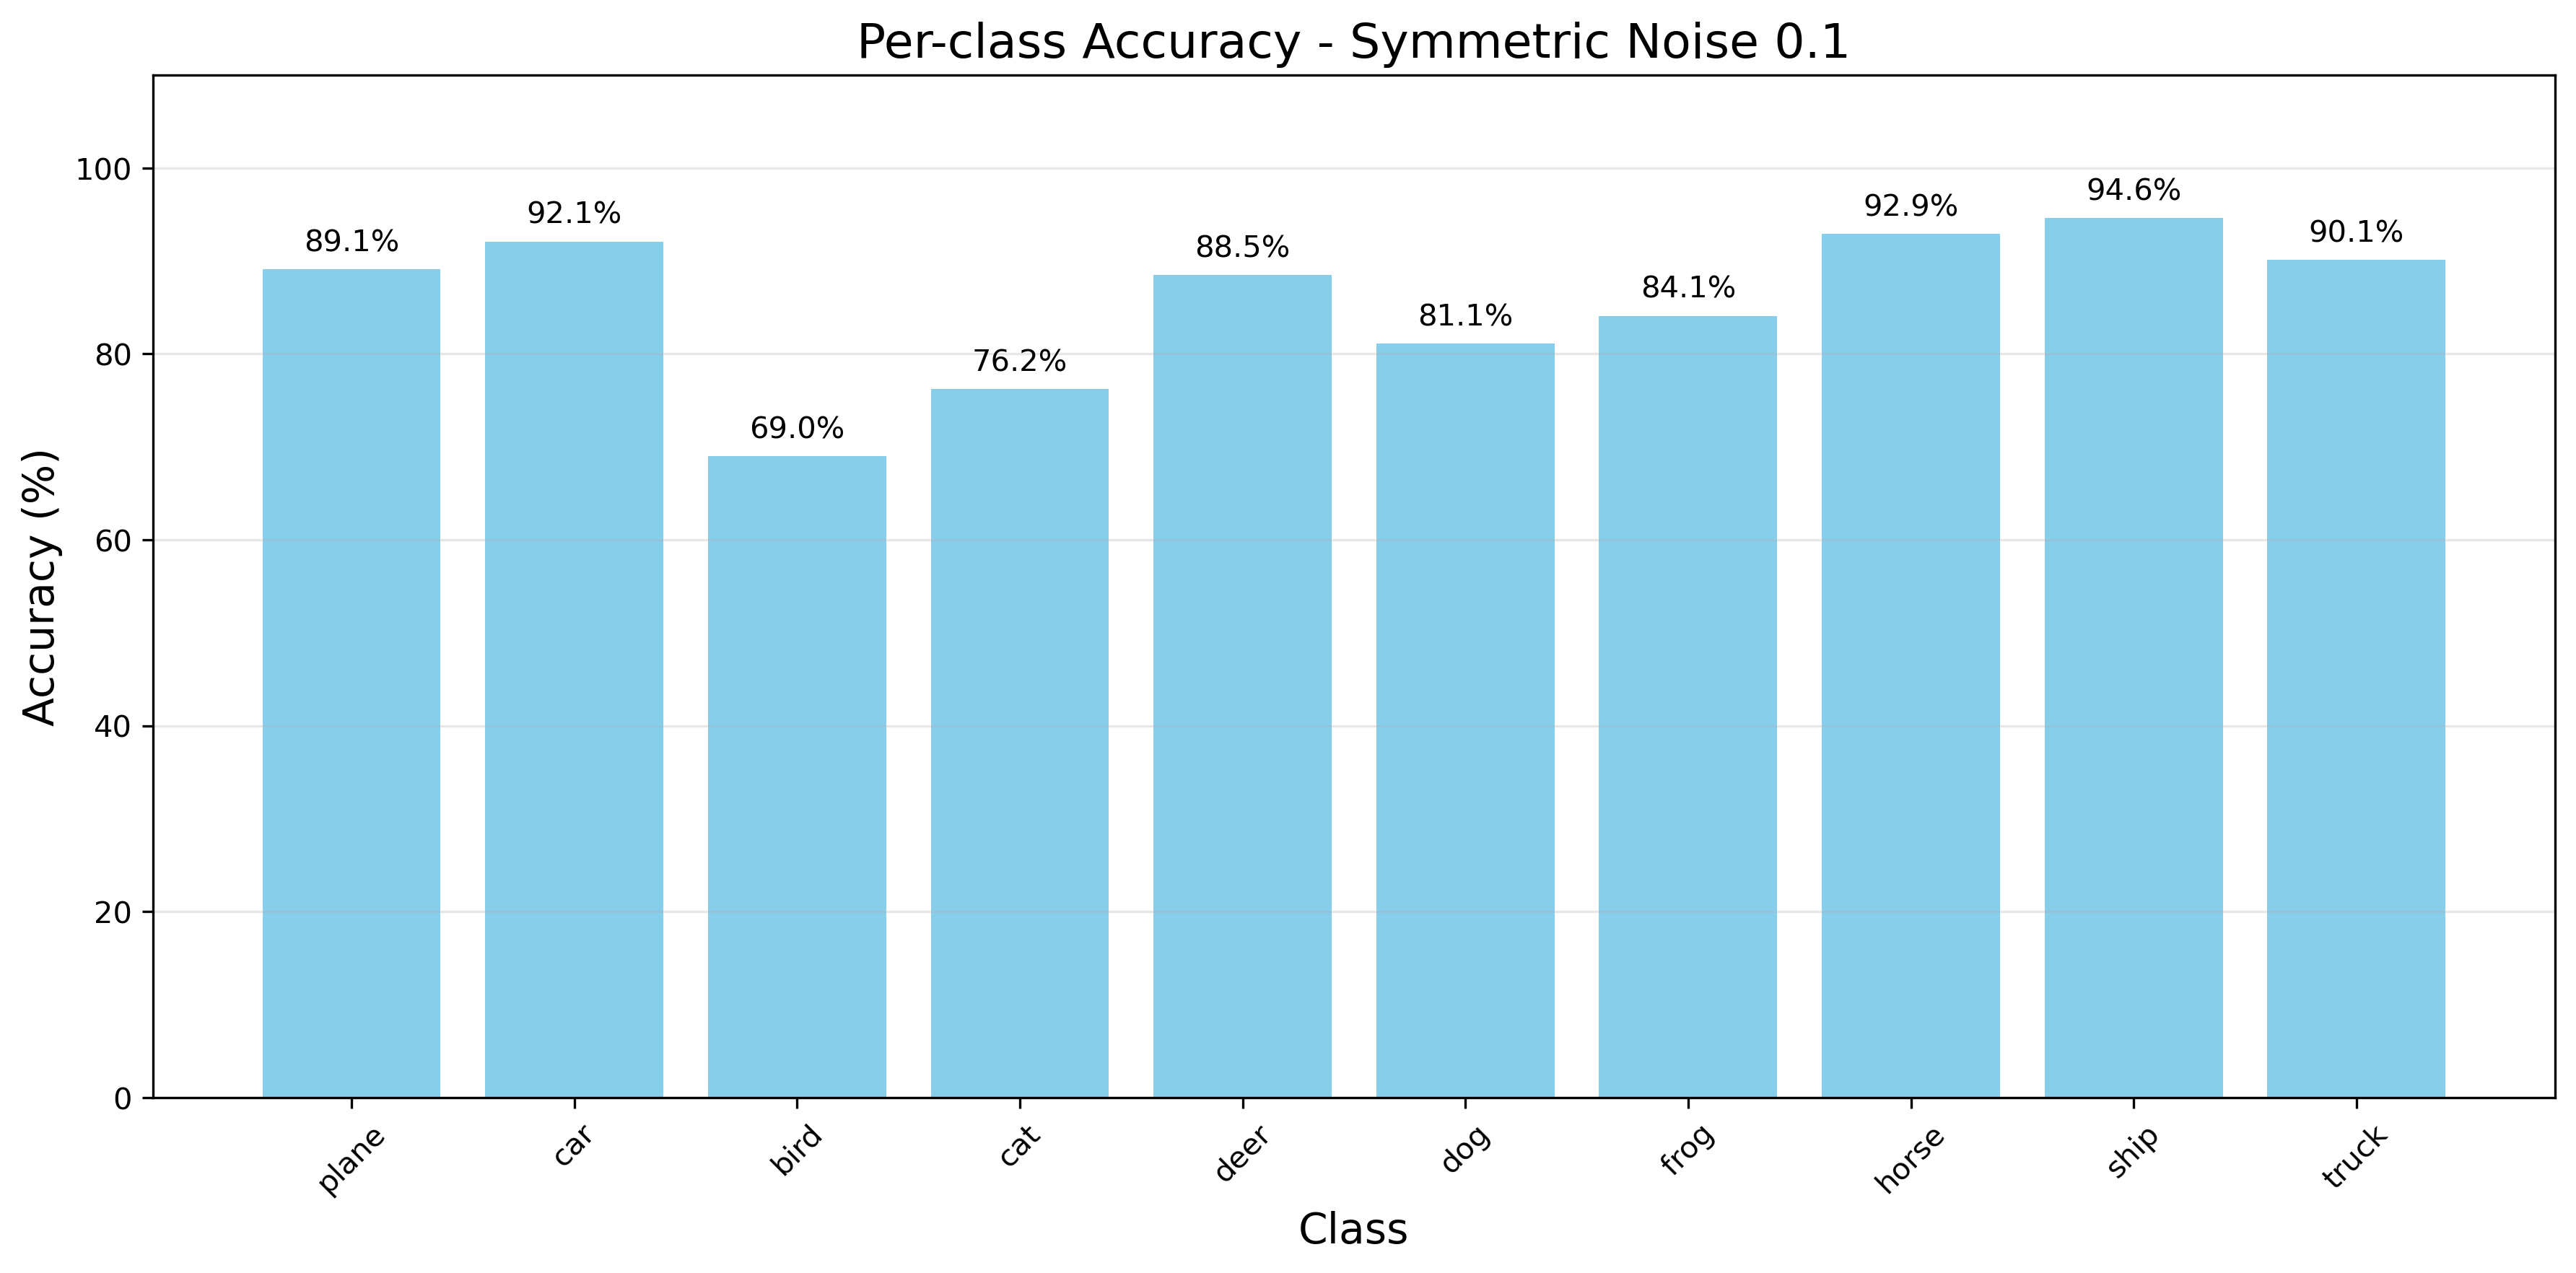 Per-class Accuracy - Symmetric Noise 0.1
Accuracy (%)
100
80
60
40
20
0
89.1%
92.1%
69.0%
76.2%
88.5%
81.1%
84.1%
92.9%
94.6%
90.1%
plane
car
bird
cat
deer
dog
frog
horse
ship
truck
Class